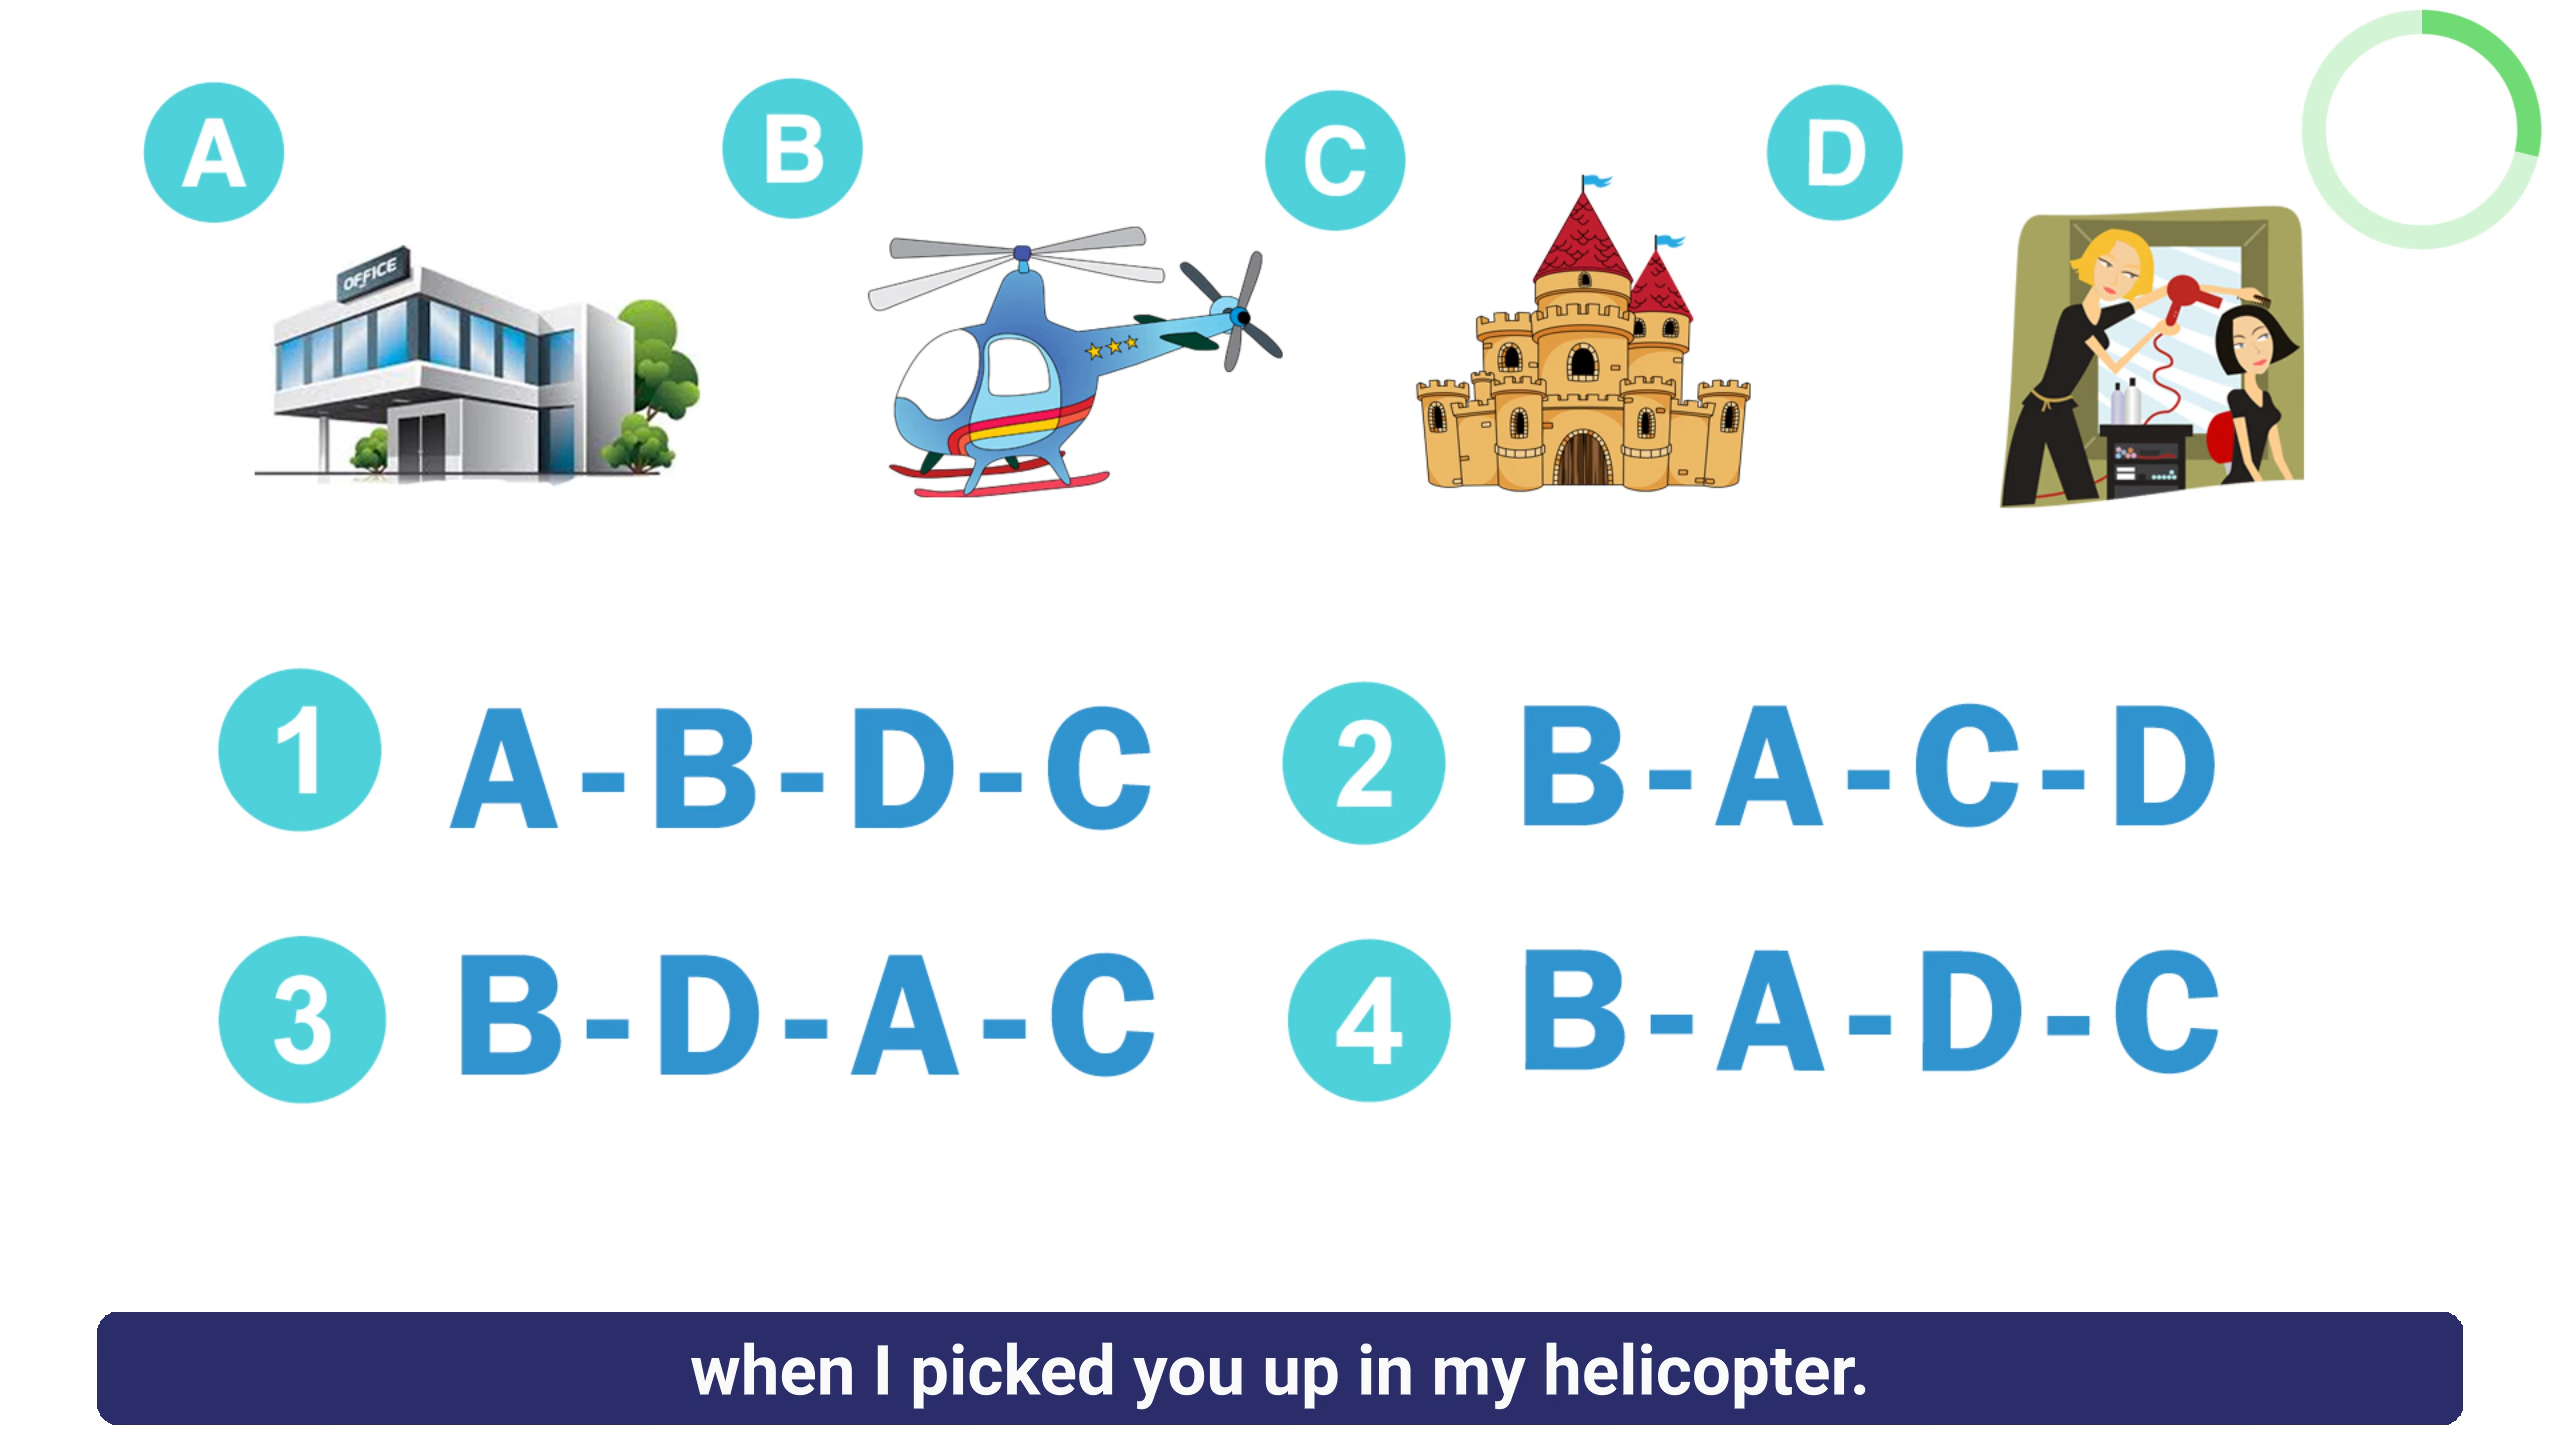 A B C D
OFFICE
1 A-B-D-C 2 B-A-C-D
3 B-D-A-C 4 B-A-D-C
when I picked you up in my helicopter.